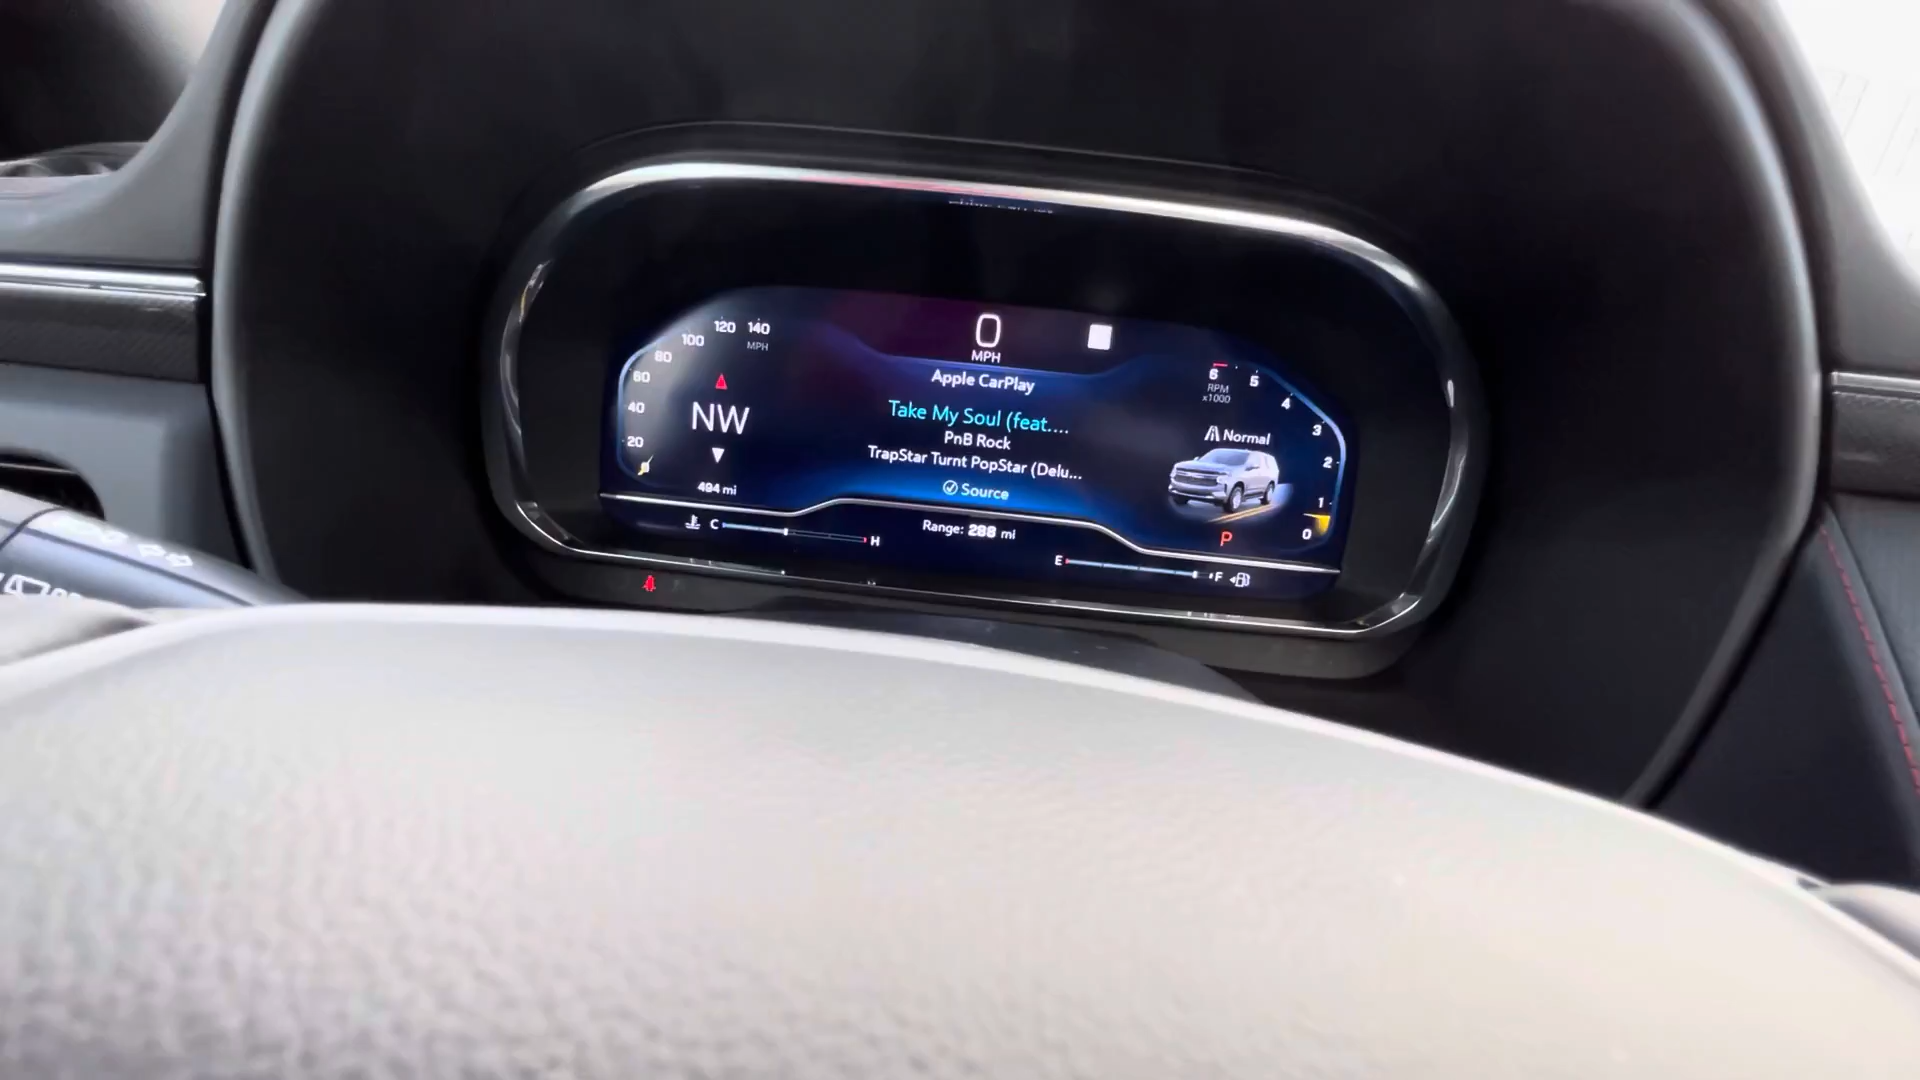 0
MPH
Apple CarPlay
Take My Soul (feat....
PnB Rock
TrapStar Turnt PopStar (Delu...
Source
120 140
MPH
100
80
60
40
20
NW
494 mi
C H
Range: 288 mi
E F
6 5
RPM
x1000
4
3
2
1
0
Normal
P